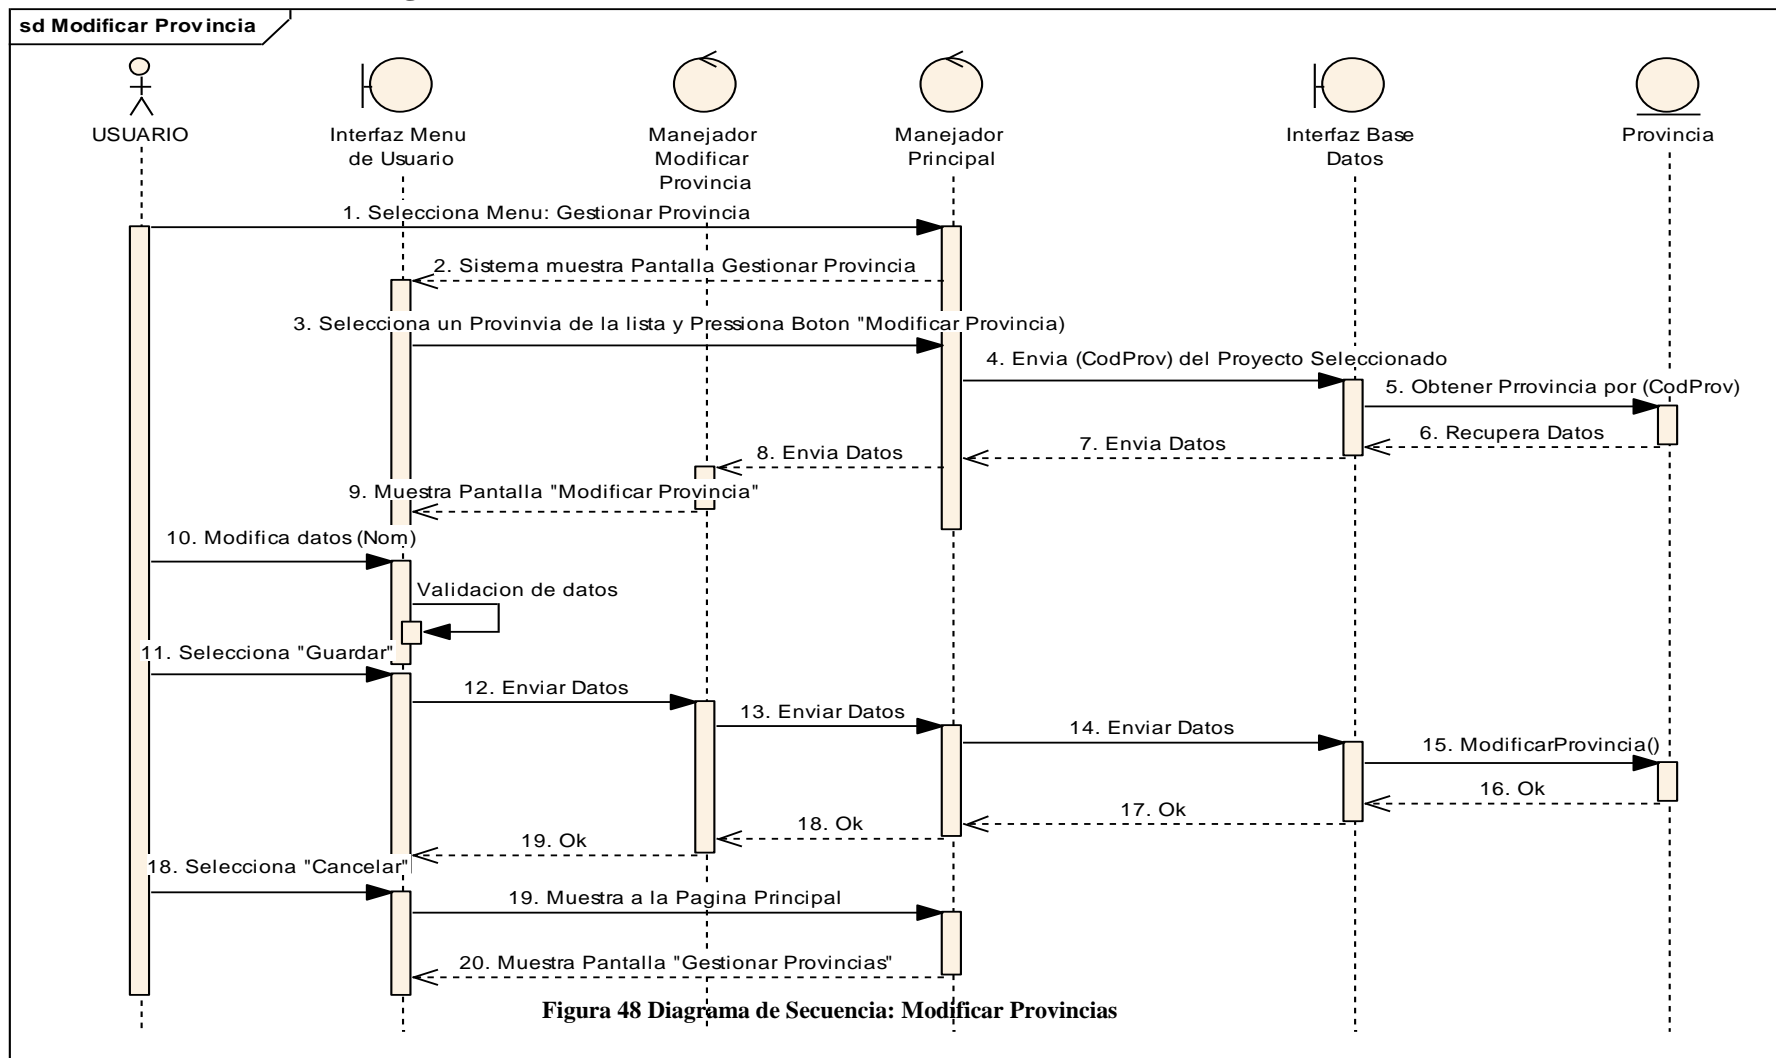 sd Modificar Provincia
USUARIO
Interfaz Menu
de Usuario
Manejador
Modificar
Provincia
Manejador
Principal
Interfaz Base
Datos
Provincia
1. Selecciona Menu: Gestionar Provincia
2. Sistema muestra Pantalla Gestionar Provincia
3. Selecciona un Provinvia de la lista y Pressiona Boton "Modificar Provincia)
4. Envia (CodProv) del Proyecto Seleccionado
5. Obtener Prrovincia por (CodProv)
6. Recupera Datos
7. Envia Datos
8. Envia Datos
9. Muestra Pantalla "Modificar Provincia"
10. Modifica datos (Nom)
Validacion de datos
11. Selecciona "Guardar"
12. Enviar Datos
13. Enviar Datos
14. Enviar Datos
15. ModificarProvincia()
16. Ok
17. Ok
18. Ok
19. Ok
18. Selecciona "Cancelar"
19. Muestra a la Pagina Principal
20. Muestra Pantalla "Gestionar Provincias"
Figura 48 Diagrama de Secuencia: Modificar Provincias